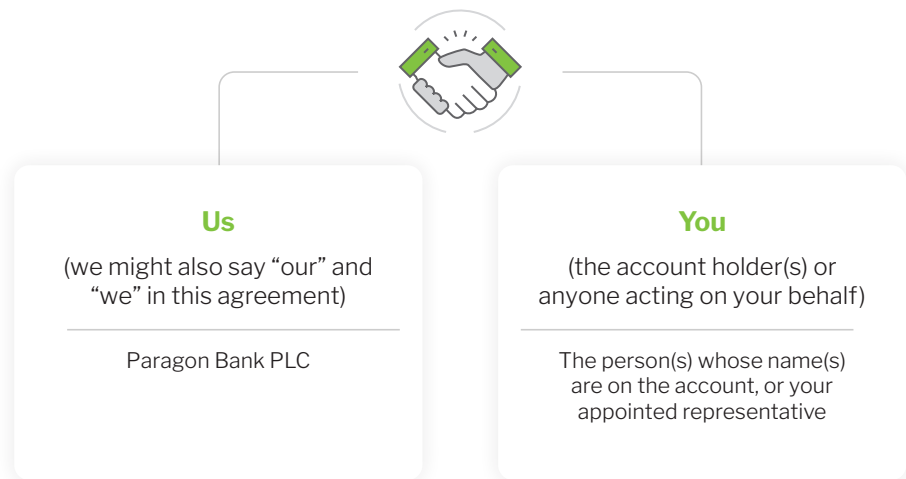 Us
(we might also say “our” and
“we” in this agreement)
Paragon Bank PLC
You
(the account holder(s) or
anyone acting on your behalf)
The person(s) whose name(s)
are on the account, or your
appointed representative